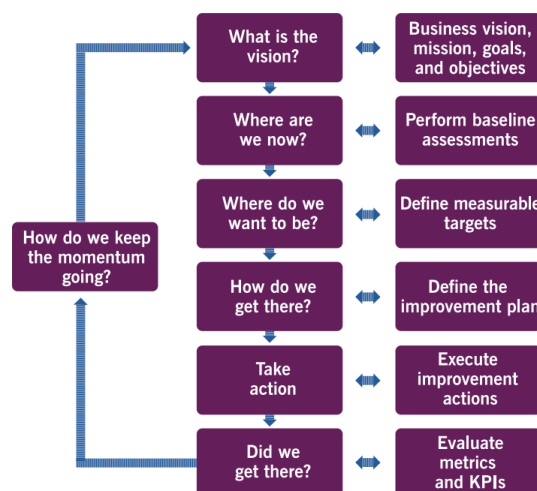 What is the
vision?
Business vision,
mission, goals,
and objectives
Where are
we now?
Perform baseline
assessments
Where do we
want to be?
Define measurable
targets
How do we keep
the momentum
going?
How do we
get there?
Define the
improvement plan
Take
action
Execute
improvement
actions
Did we
get there?
Evaluate
metrics
and KPIs